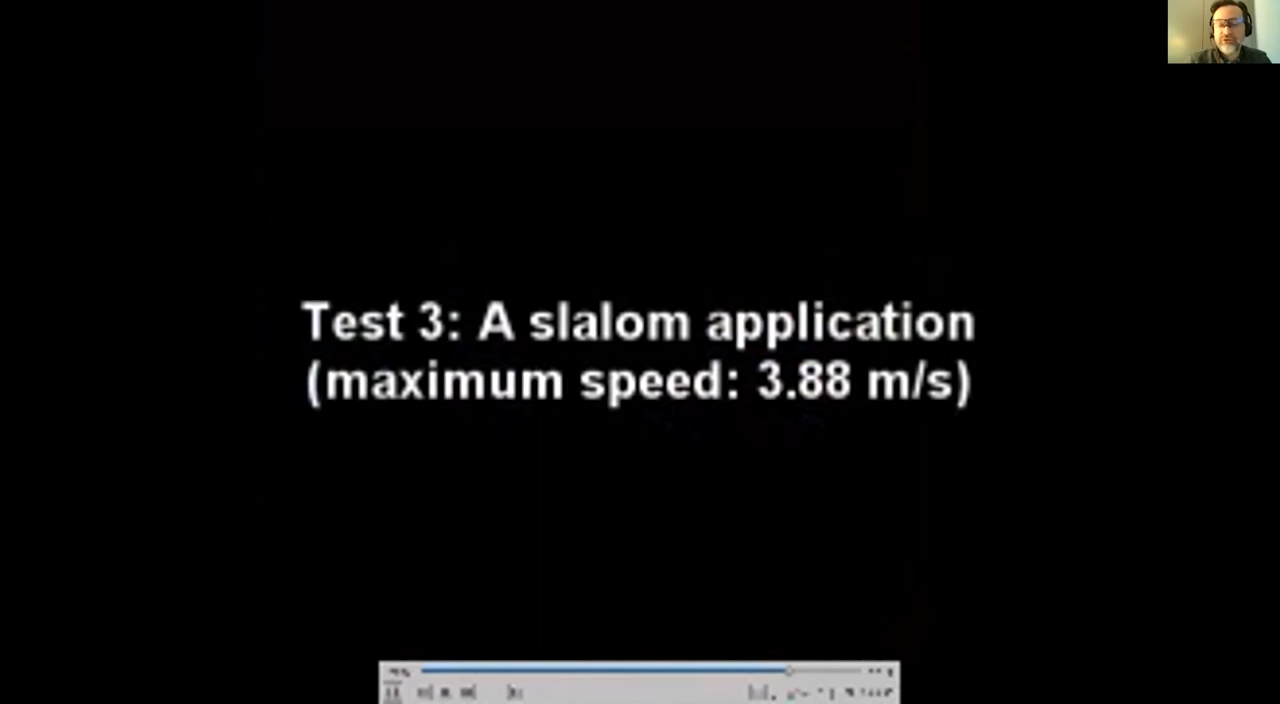 Test 3: A slalom application
(maximum speed: 3.88 m/s)